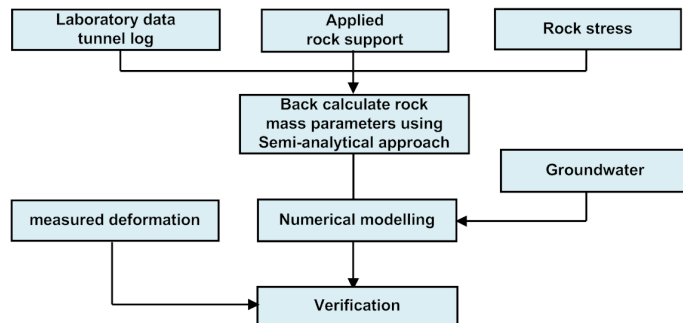 Laboratory data
tunnel log
Applied
rock support
Rock stress
Back calculate rock
mass parameters using
Semi-analytical approach
Groundwater
measured deformation
Numerical modelling
Verification